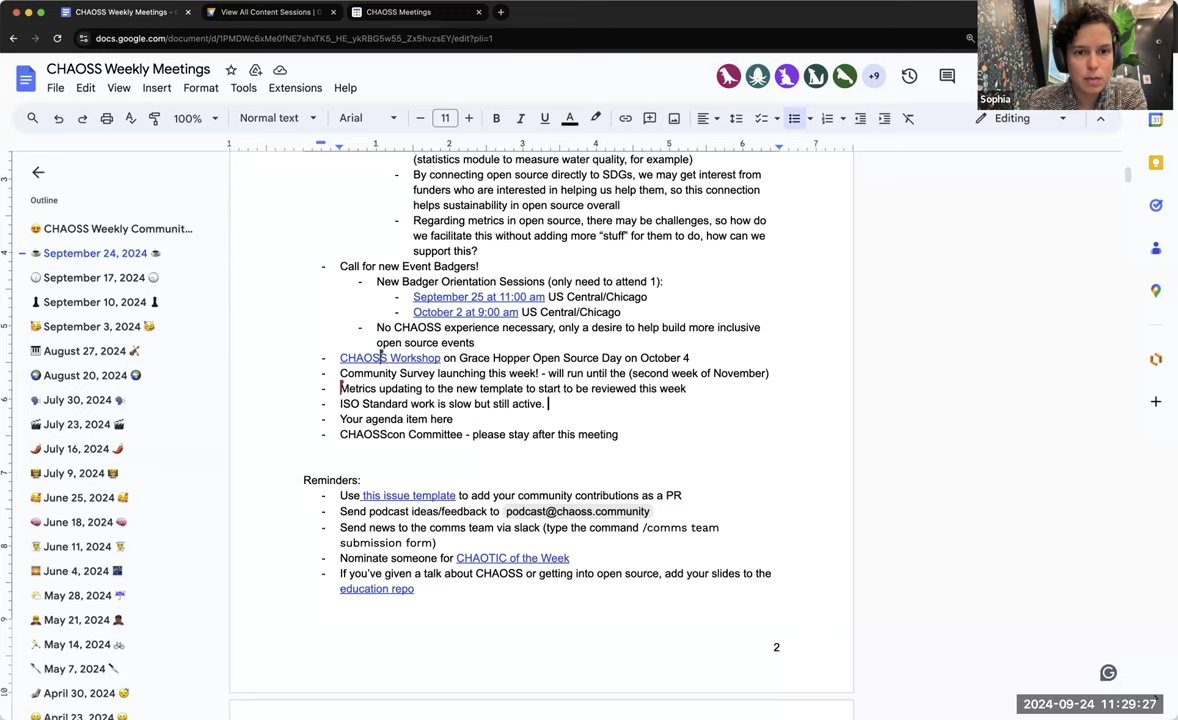 CHAOSS Weekly Meetings -
View All Content Sessions |
CHAOSS Meetings
docs.google.com/document/d/1PMDWc6xMe0fNE7shxTK5_HE_ykRBG5w55_Zx5hvzsEY/edit?pli=1
CHAOSS Weekly Meetings
File Edit View Insert Format Tools Extensions Help
+9
Sophia
100% Normal text Arial 11 Editing
1 1 2 3 4 5 6 7
Outline
CHAOSS Weekly Communit...
September 24, 2024
September 17, 2024
September 10, 2024
September 3, 2024
August 27, 2024
August 20, 2024
July 30, 2024
July 23, 2024
July 16, 2024
July 9, 2024
June 25, 2024
June 18, 2024
June 11, 2024
June 4, 2024
May 28, 2024
May 21, 2024
May 14, 2024
May 7, 2024
April 30, 2024
April 23, 2024
(statistics module to measure water quality, for example)
- By connecting open source directly to SDGs, we may get interest from
funders who are interested in helping us help them, so this connection
helps sustainability in open source overall
- Regarding metrics in open source, there may be challenges, so how do
we facilitate this without adding more “stuff” for them to do, how can we
support this?
- Call for new Event Badgers!
- New Badger Orientation Sessions (only need to attend 1):
- September 25 at 11:00 am US Central/Chicago
- October 2 at 9:00 am US Central/Chicago
- No CHAOSS experience necessary, only a desire to help build more inclusive
open source events
- CHAOSS Workshop on Grace Hopper Open Source Day on October 4
- Community Survey launching this week! - will run until the (second week of November)
- Metrics updating to the new template to start to be reviewed this week
- ISO Standard work is slow but still active.
- Your agenda item here
- CHAOSScon Committee - please stay after this meeting
Reminders:
- Use this issue template to add your community contributions as a PR
- Send podcast ideas/feedback to podcast@chaoss.community
- Send news to the comms team via slack (type the command /comms team
submission form)
- Nominate someone for CHAOTIC of the Week
- If you’ve given a talk about CHAOSS or getting into open source, add your slides to the
education repo
2
2024-09-24 11:29:27